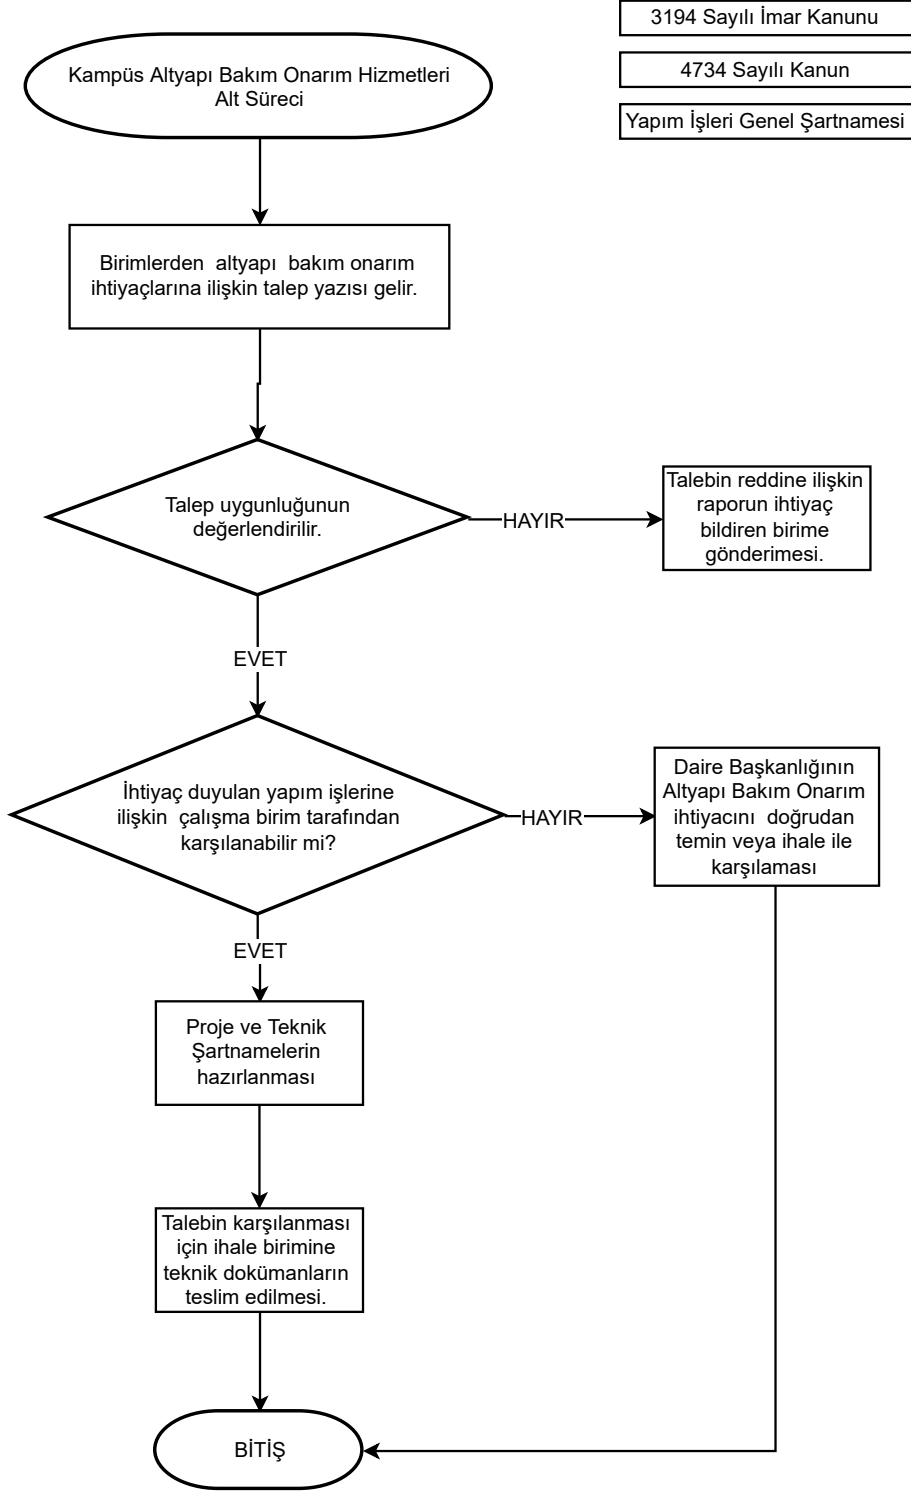 3194 Sayılı İmar Kanunu
4734 Sayılı Kanun
Yapım İşleri Genel Şartnamesi
Kampüs Altyapı Bakım Onarım Hizmetleri
Alt Süreci
Birimlerden altyapı bakım onarım
ihtiyaçlarına ilişkin talep yazısı gelir.
Talep uygunluğunun
değerlendirilir.
HAYIR
Talebin reddine ilişkin
raporun ihtiyaç
bildiren birime
gönderimesi.
EVET
İhtiyaç duyulan yapım işlerine
ilişkin çalışma birim tarafından
karşılanabilir mi?
HAYIR
Daire Başkanlığının
Altyapı Bakım Onarım
ihtiyacını doğrudan
temin veya ihale ile
karşılaması
EVET
Proje ve Teknik
Şartnamelerin
hazırlanması
Talebin karşılanması
için ihale birimine
teknik dokümanların
teslim edilmesi.
BİTİŞ